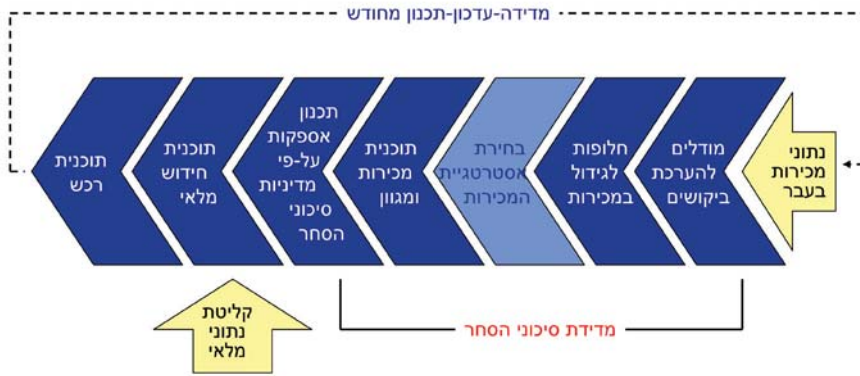 מדידה-עדכון-תכנון מחודש
נתוני
מכירות
בעבר
מודלים
להערכת
ביקושים
חלופות
לגידול
במכירות
בחירת
אסטרטגיית
המכירות
תוכנית
מכירות
ומגוון
תכנון
אספקות
על-פי
מדיניות
סיכוני
הסחר
תוכנית
חידוש
מלאי
תוכנית
רכש
מדידת סיכוני הסחר
קליטת
נתוני
מלאי